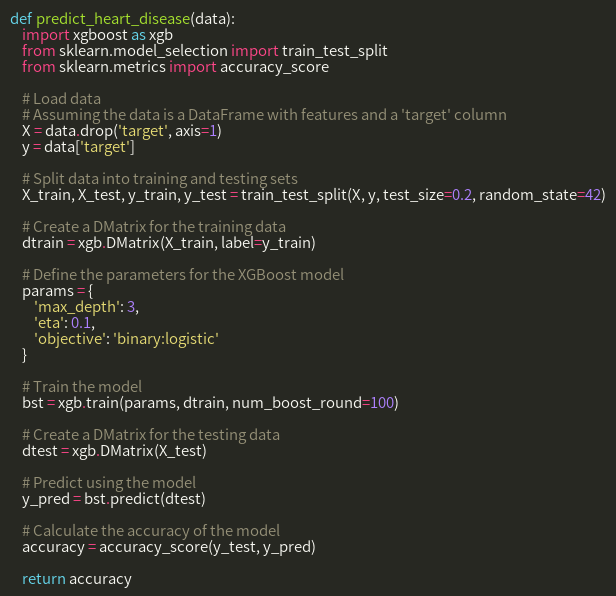 def predict_heart_disease(data):
    import xgboost as xgb
    from sklearn.model_selection import train_test_split
    from sklearn.metrics import accuracy_score

    # Load data
    # Assuming the data is a DataFrame with features and a 'target' column
    X = data.drop('target', axis=1)
    y = data['target']

    # Split data into training and testing sets
    X_train, X_test, y_train, y_test = train_test_split(X, y, test_size=0.2, random_state=42)

    # Create a DMatrix for the training data
    dtrain = xgb.DMatrix(X_train, label=y_train)

    # Define the parameters for the XGBoost model
    params = {
        'max_depth': 3,
        'eta': 0.1,
        'objective': 'binary:logistic'
    }

    # Train the model
    bst = xgb.train(params, dtrain, num_boost_round=100)

    # Create a DMatrix for the testing data
    dtest = xgb.DMatrix(X_test)

    # Predict using the model
    y_pred = bst.predict(dtest)

    # Calculate the accuracy of the model
    accuracy = accuracy_score(y_test, y_pred)

    return accuracy